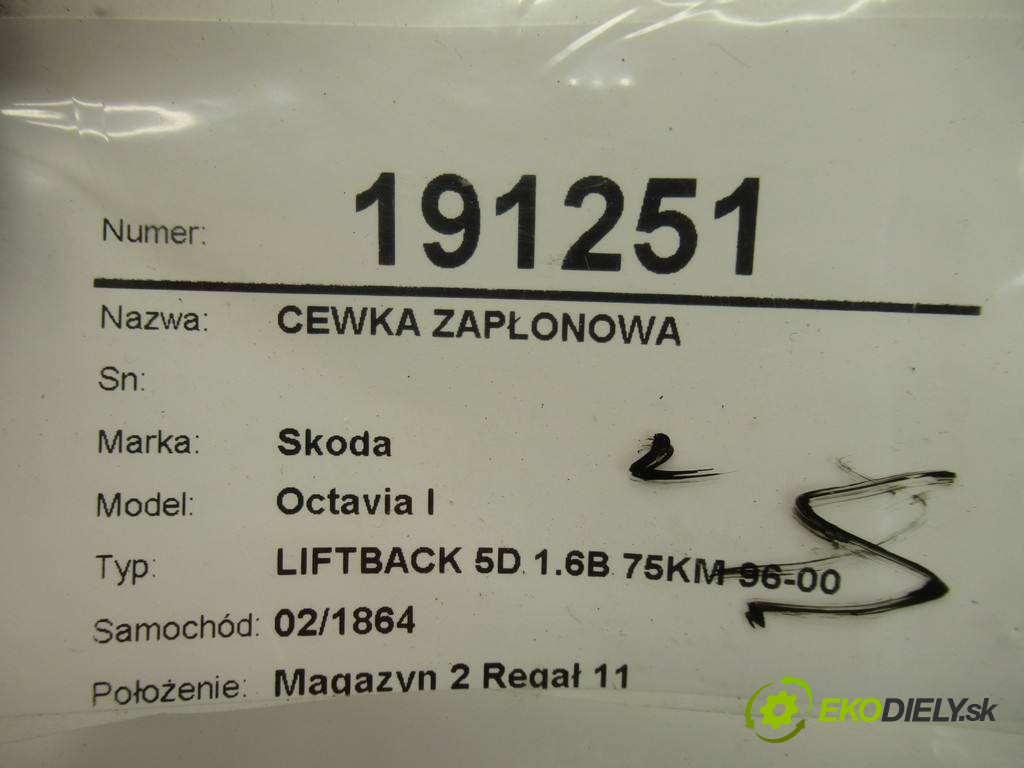 Numer: 191251
Nazwa: CEWKA ZAPŁONOWA
Sn:
Marka: Skoda
2
Model: Octavia I
Typ: LIFTBACK 5D 1.6B 75KM 96-00
Samochód: 02/1864
Położenie: Magazyn 2 Regał 11
EKODIELY.sk